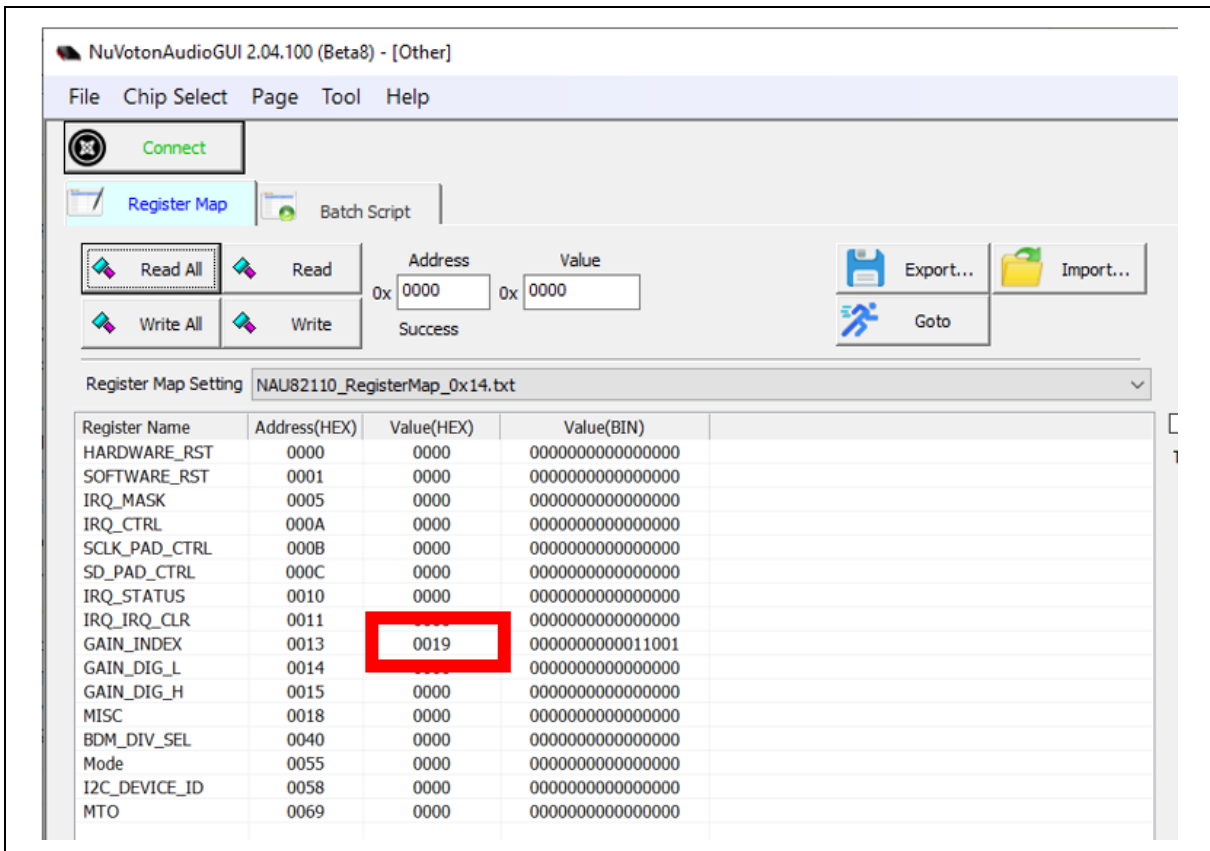 NuVotonAudioGUI 2.04.100 (Beta8) - [Other]
File Chip Select Page Tool Help
Connect
Register Map Batch Script
Read All Read Address Value Export... Import...
0x 0000 0x 0000
Write All Write Success Goto
Register Map Setting NAU82110_RegisterMap_0x14.txt
Register Name Address(HEX) Value(HEX) Value(BIN)
HARDWARE_RST 0000 0000 0000000000000000
SOFTWARE_RST 0001 0000 0000000000000000
IRQ_MASK 0005 0000 0000000000000000
IRQ_CTRL 000A 0000 0000000000000000
SCLK_PAD_CTRL 000B 0000 0000000000000000
SD_PAD_CTRL 000C 0000 0000000000000000
IRQ_STATUS 0010 0000 0000000000000000
IRQ_IRQ_CLR 0011 0000000000000000
GAIN_INDEX 0013 0019 0000000000011001
GAIN_DIG_L 0014 0000000000000000
GAIN_DIG_H 0015 0000 0000000000000000
MISC 0018 0000 0000000000000000
BDM_DIV_SEL 0040 0000 0000000000000000
Mode 0055 0000 0000000000000000
I2C_DEVICE_ID 0058 0000 0000000000000000
MTO 0069 0000 0000000000000000